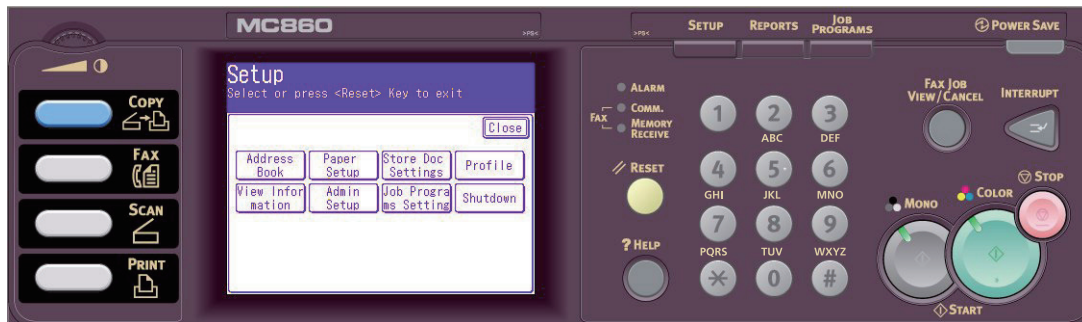 MC860
>PS<
>PS<
SETUP
REPORTS
JOB
PROGRAMS
POWER SAVE
COPY
FAX
SCAN
PRINT
Setup
Select or press <Reset> Key to exit
Close
Address
Book
Paper
Setup
Store Doc
Settings
Profile
View Infor
mation
Admin
Setup
Job Progra
ms Setting
Shutdown
ALARM
FAX
COMM.
MEMORY
RECEIVE
RESET
? HELP
1
2
ABC
3
DEF
4
GHI
5
JKL
6
MNO
7
PQRS
8
TUV
9
WXYZ
*
0
#
FAX JOB
VIEW/CANCEL
INTERRUPT
STOP
MONO
COLOR
START